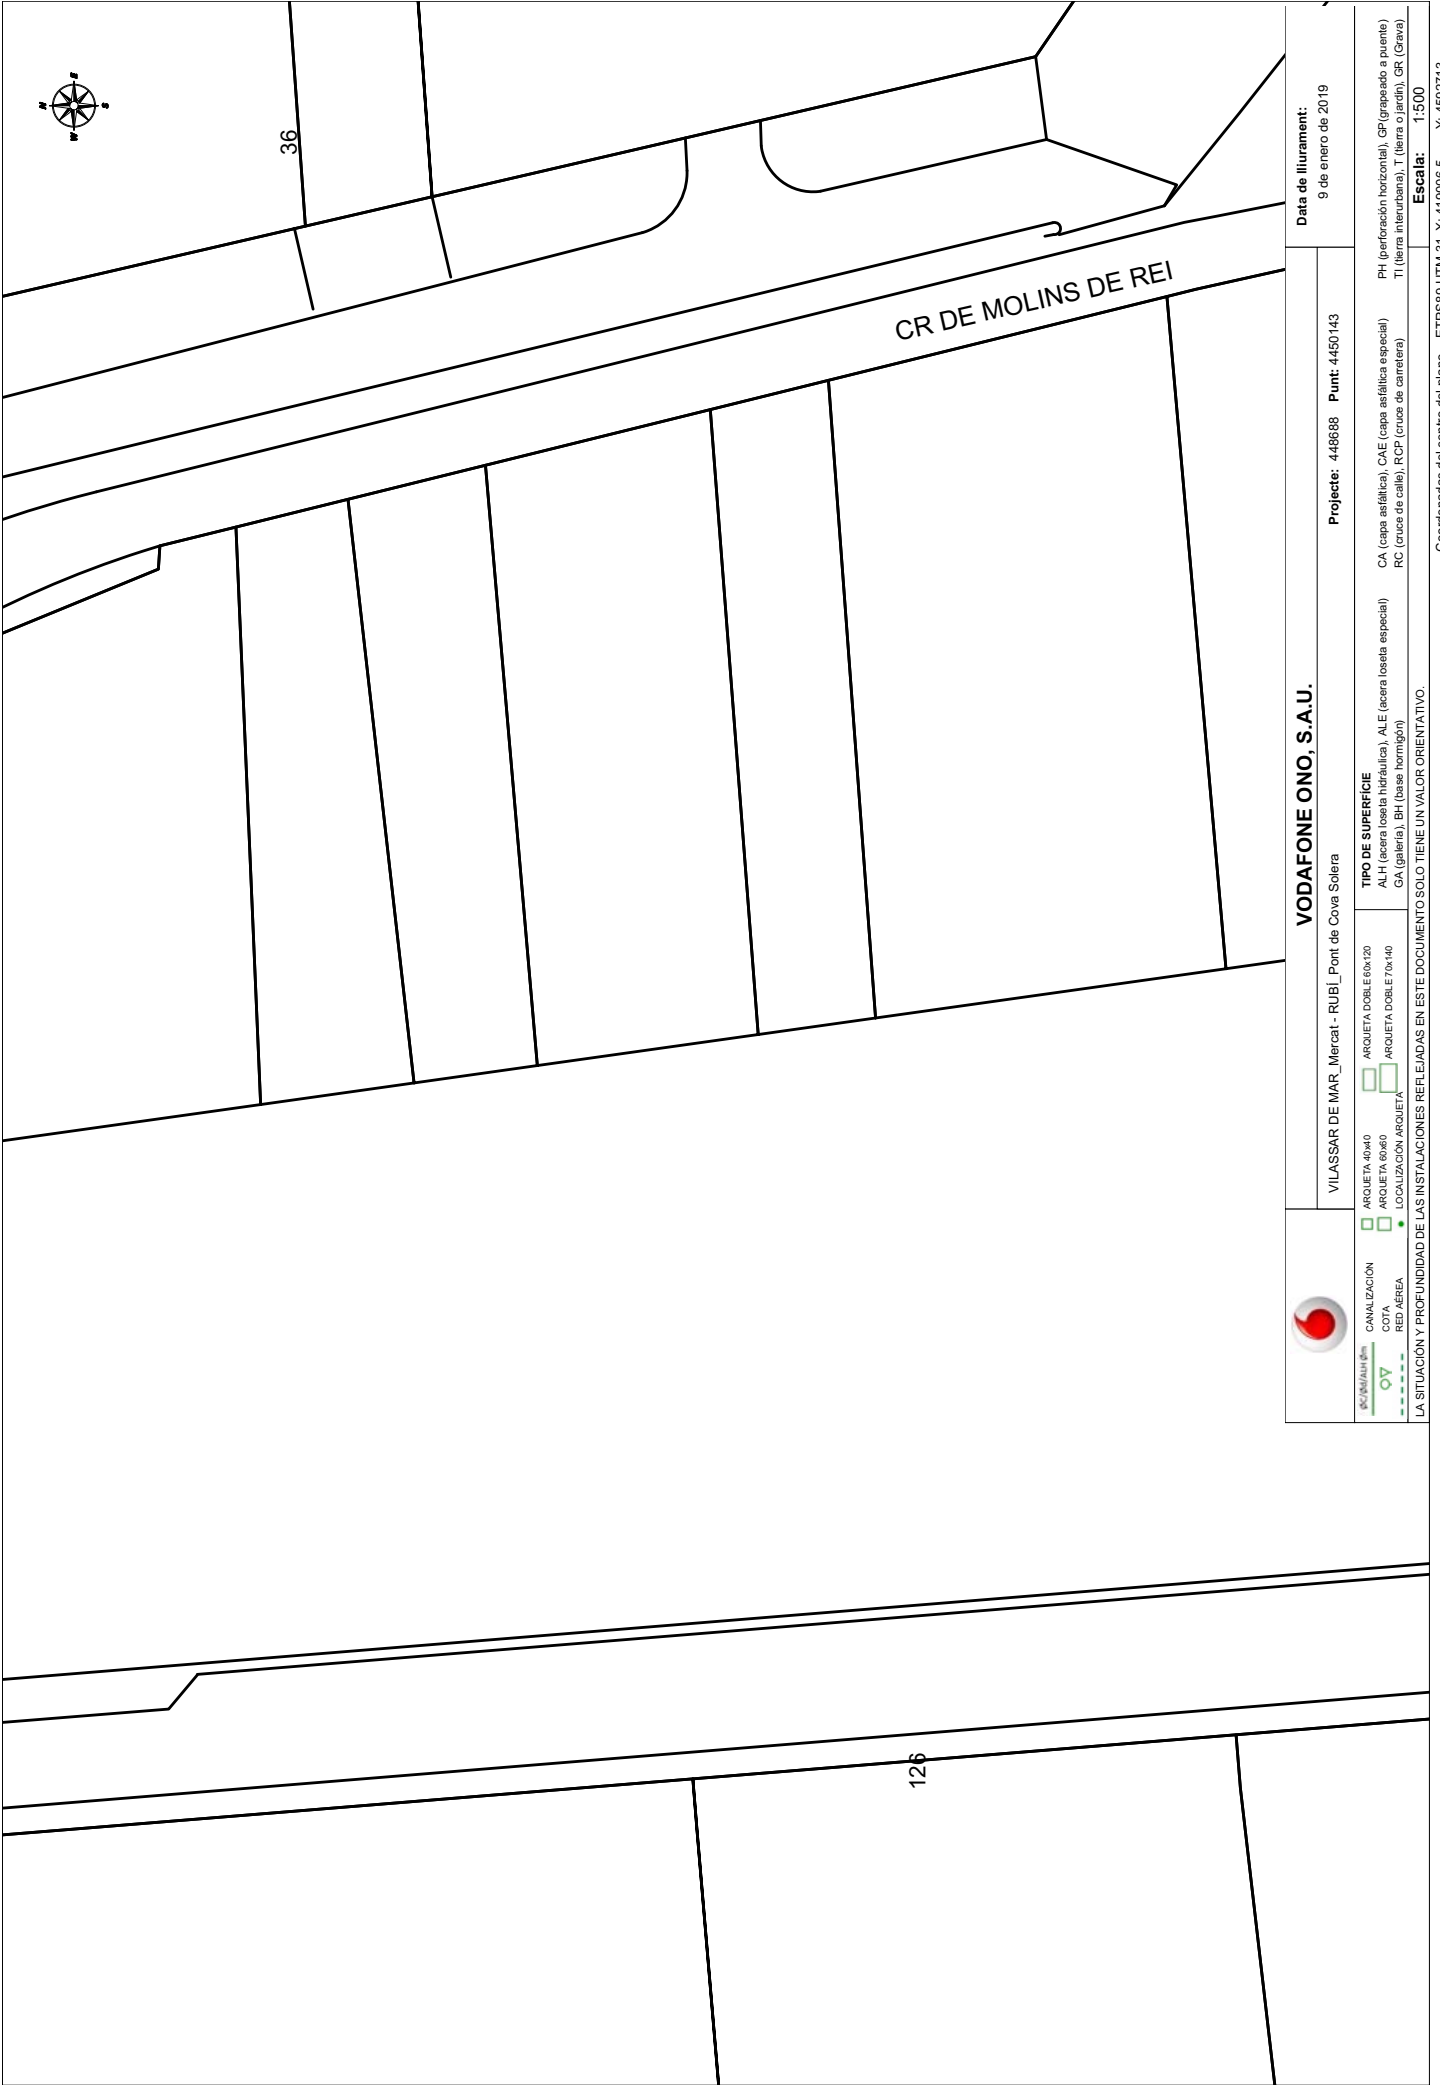 N
E
S
W
36
CR DE MOLINS DE REI
126
VODAFONE ONO, S.A.U.
Data de lliurament:
9 de enero de 2019
VILASSAR DE MAR_Mercat - RUBÍ_Pont de Cova Solera
Projecte: 448688 Punt: 4450143
CANALIZACIÓN
COTA
RED AÉREA
ARQUETA 40x40
ARQUETA 60x60
LOCALIZACIÓN ARQUETA
ARQUETA DOBLE 60x120
ARQUETA DOBLE 70x140
TIPO DE SUPERFÍCIE
ALH (acera loseta hidráulica), ALE (acera loseta especial)
GA (galería), BH (base hormigón)
CA (capa asfáltica), CAE (capa asfáltica especial)
RC (cruce de calle), RCP (cruce de carretera)
PH (perforación horizontal), GP(grapeado a puente)
TI (tierra interurbana), T (tierra o jardín), GR (Grava)
LA SITUACIÓN Y PROFUNDIDAD DE LAS INSTALACIONES REFLEJADAS EN ESTE DOCUMENTO SOLO TIENE UN VALOR ORIENTATIVO.
Escala: 1:500